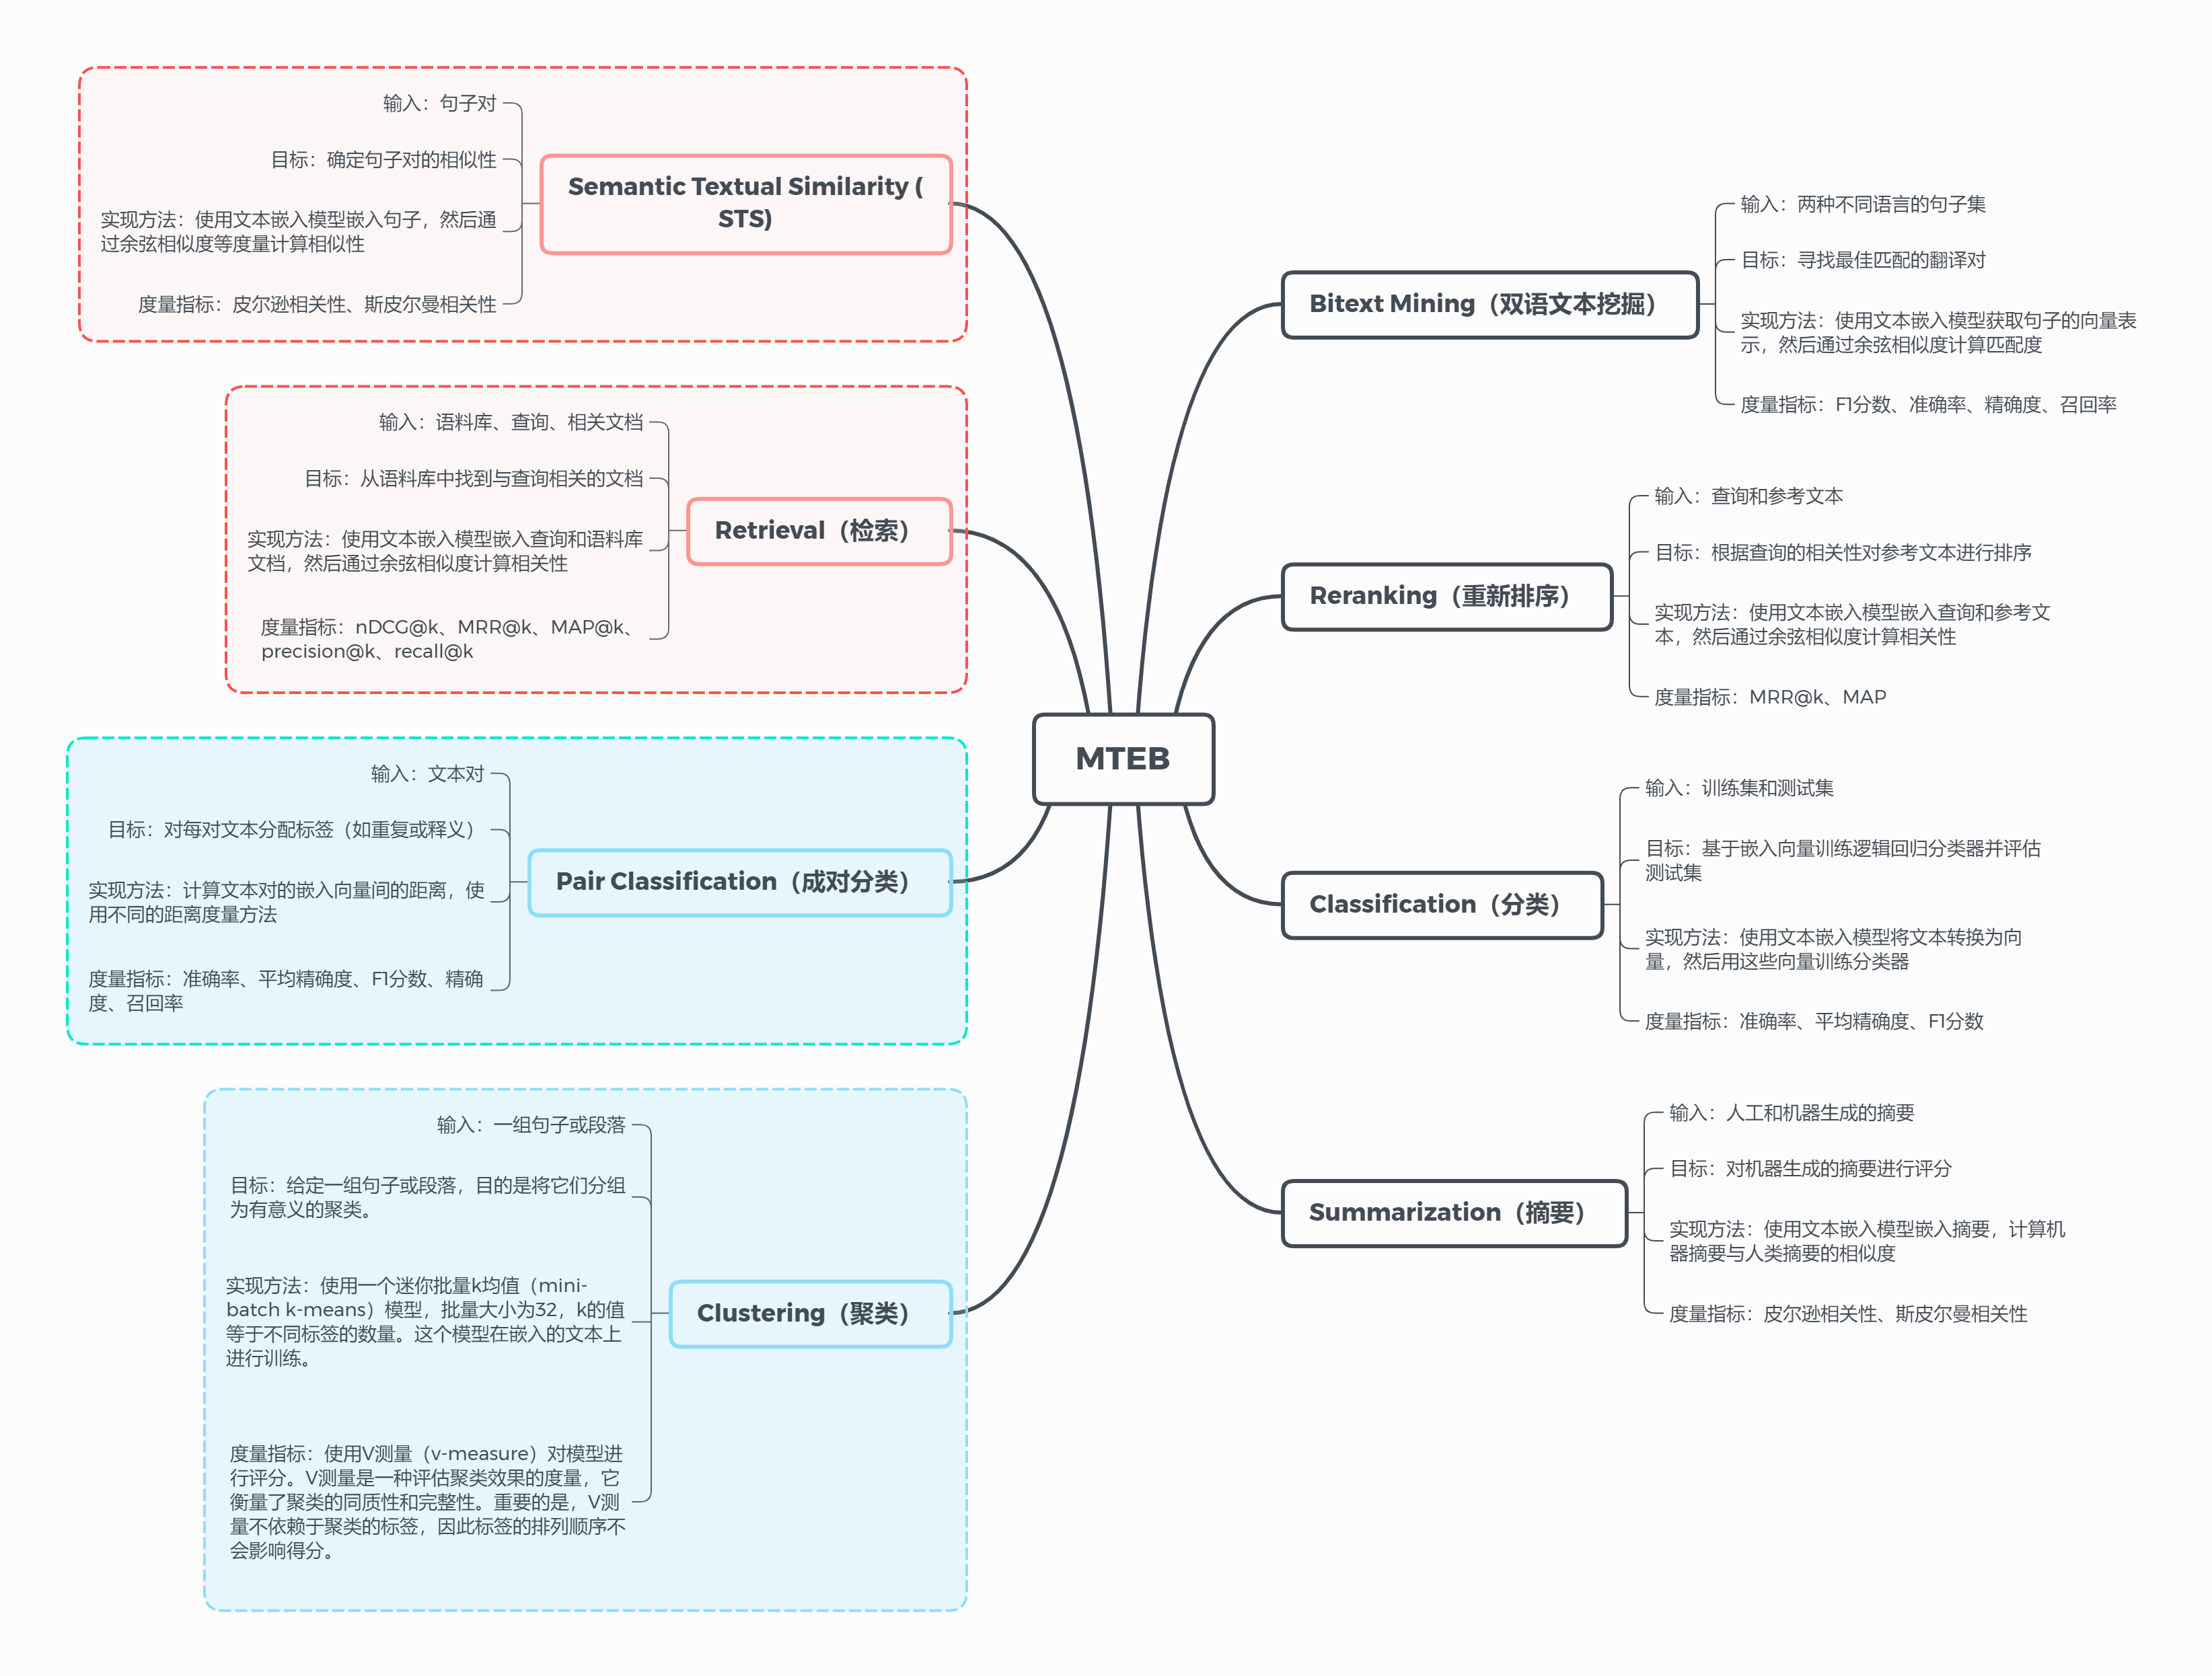 MTEB
Bitext Mining（双语文本挖掘）
输入：两种不同语言的句子集
目标：寻找最佳匹配的翻译对
实现方法：使用文本嵌入模型获取句子的向量表
示，然后通过余弦相似度计算匹配度
度量指标：F1分数、准确率、精确度、召回率
Reranking（重新排序）
输入：查询和参考文本
目标：根据查询的相关性对参考文本进行排序
实现方法：使用文本嵌入模型嵌入查询和参考文
本，然后通过余弦相似度计算相关性
度量指标：MRR@k、MAP
Classification（分类）
输入：训练集和测试集
目标：基于嵌入向量训练逻辑回归分类器并评估
测试集
实现方法：使用文本嵌入模型将文本转换为向
量，然后用这些向量训练分类器
度量指标：准确率、平均精确度、F1分数
Summarization（摘要）
输入：人工和机器生成的摘要
目标：对机器生成的摘要进行评分
实现方法：使用文本嵌入模型嵌入摘要，计算机
器摘要与人类摘要的相似度
度量指标：皮尔逊相关性、斯皮尔曼相关性
Semantic Textual Similarity (
STS)
输入：句子对
目标：确定句子对的相似性
实现方法：使用文本嵌入模型嵌入句子，然后通
过余弦相似度等度量计算相似性
度量指标：皮尔逊相关性、斯皮尔曼相关性
Retrieval（检索）
输入：语料库、查询、相关文档
目标：从语料库中找到与查询相关的文档
实现方法：使用文本嵌入模型嵌入查询和语料库
文档，然后通过余弦相似度计算相关性
度量指标：nDCG@k、MRR@k、MAP@k、
precision@k、recall@k
Pair Classification（成对分类）
输入：文本对
目标：对每对文本分配标签（如重复或释义）
实现方法：计算文本对的嵌入向量间的距离，使
用不同的距离度量方法
度量指标：准确率、平均精确度、F1分数、精确
度、召回率
Clustering（聚类）
输入：一组句子或段落
目标：给定一组句子或段落，目的是将它们分组
为有意义的聚类。
实现方法：使用一个迷你批量k均值（mini-
batch k-means）模型，批量大小为32，k的值
等于不同标签的数量。这个模型在嵌入的文本上
进行训练。
度量指标：使用V测量（v-measure）对模型进
行评分。V测量是一种评估聚类效果的度量，它
衡量了聚类的同质性和完整性。重要的是，V测
量不依赖于聚类的标签，因此标签的排列顺序不
会影响得分。